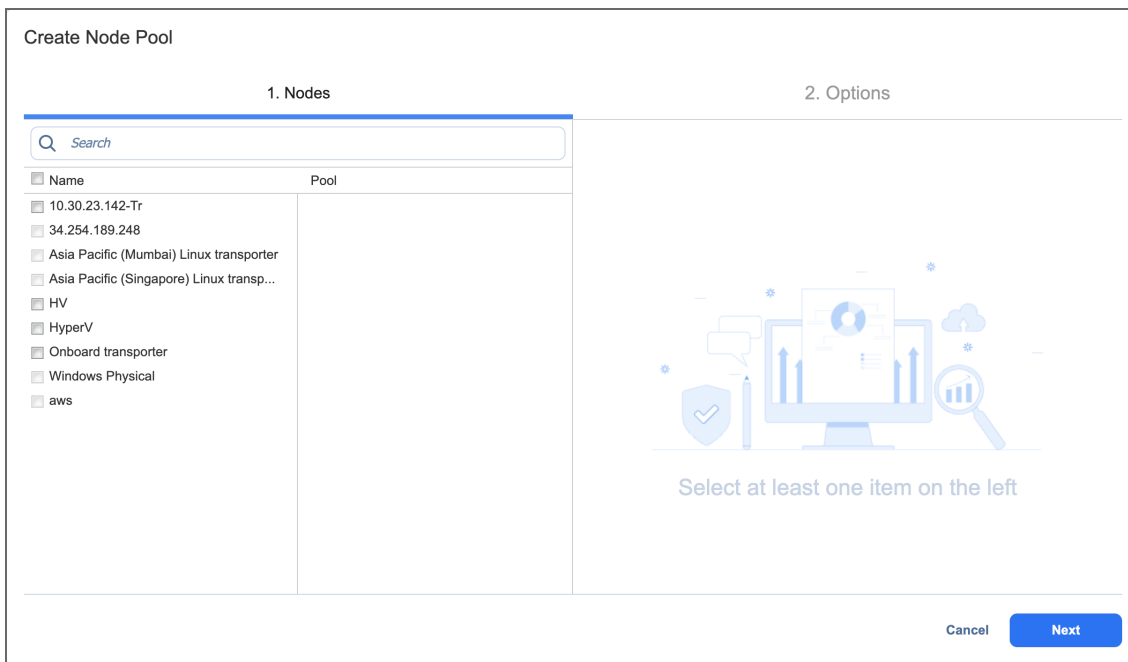 Create Node Pool
1. Nodes
2. Options
Search
Name Pool
10.30.23.142-Tr
34.254.189.248
Asia Pacific (Mumbai) Linux transporter
Asia Pacific (Singapore) Linux transp...
HV
HyperV
Onboard transporter
Windows Physical
aws
Select at least one item on the left
Cancel Next